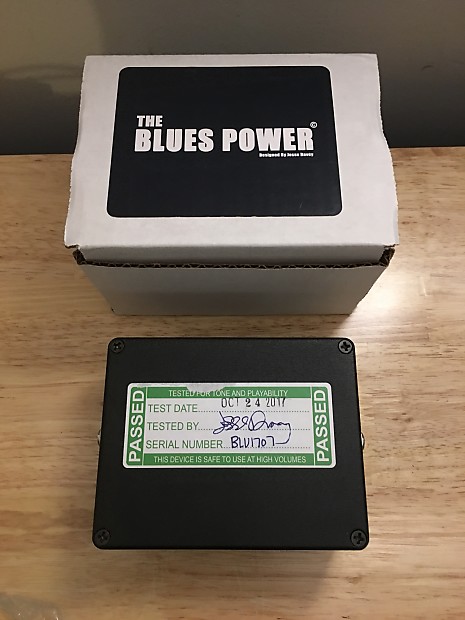 THE
BLUES POWER ©
Designed By Jesse Davey
TESTED FOR TONE AND PLAYABILITY
PASSED
TEST DATE OCT 24 2017
TESTED BY
SERIAL NUMBER BLU1707
PASSED
THIS DEVICE IS SAFE TO USE AT HIGH VOLUMES